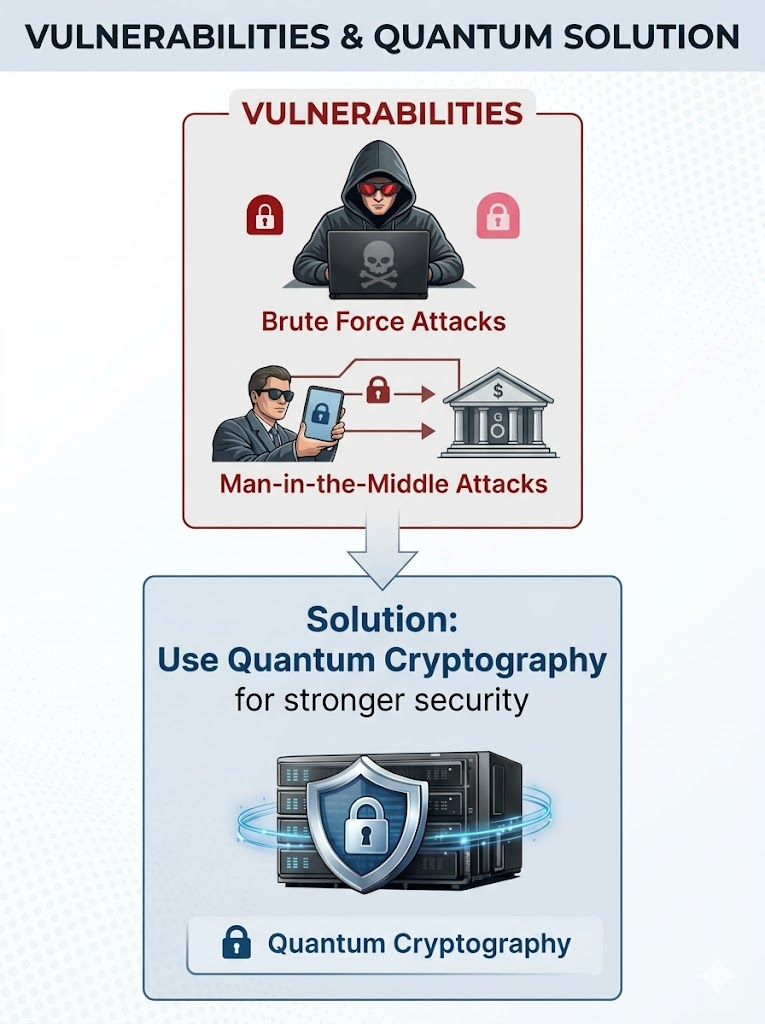 VULNERABILITIES & QUANTUM SOLUTION
VULNERABILITIES
Brute Force Attacks
$
G
O
Man-in-the-Middle Attacks
Solution:
Use Quantum Cryptography
for stronger security
Quantum Cryptography